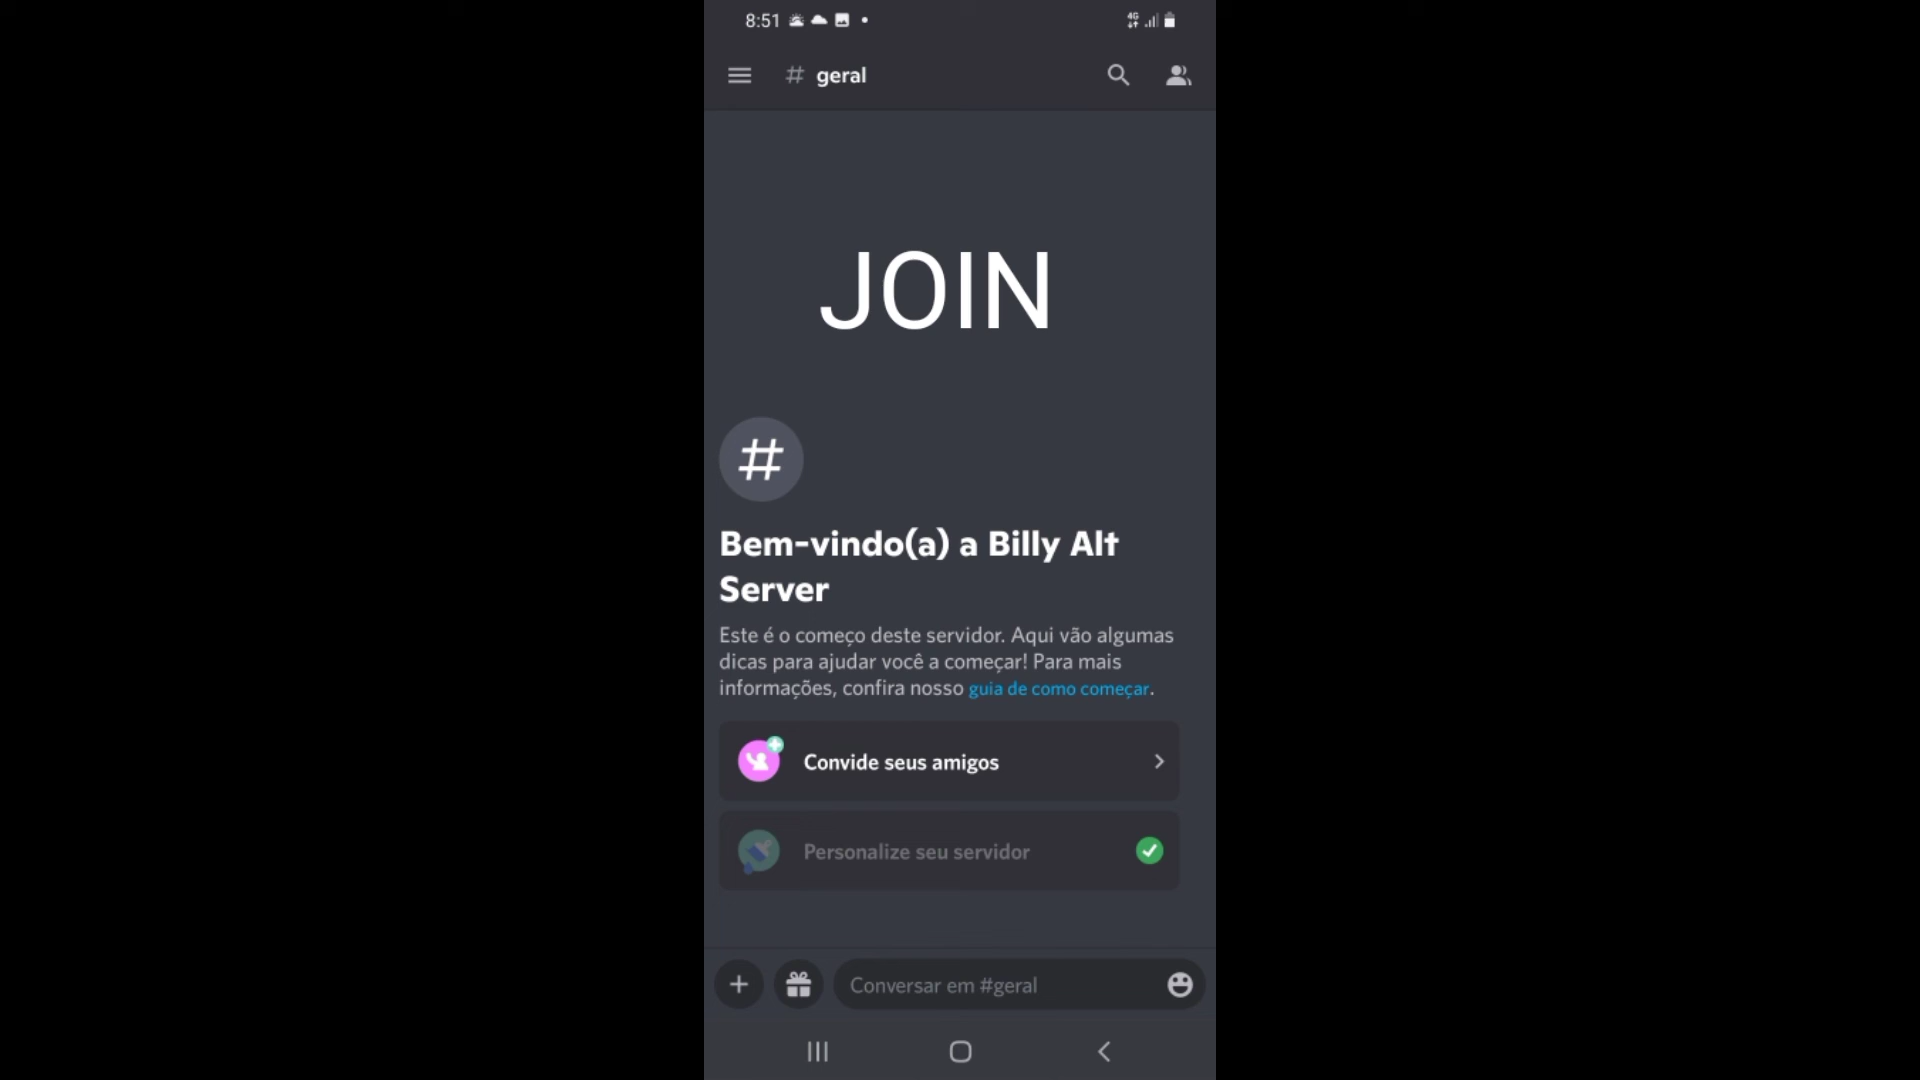 8:51
4G
# geral
JOIN
#
Bem-vindo(a) a Billy Alt
Server
Este é o começo deste servidor. Aqui vão algumas
dicas para ajudar você a começar! Para mais
informações, confira nosso guia de como começar.
Convide seus amigos
Personalize seu servidor
Conversar em #geral